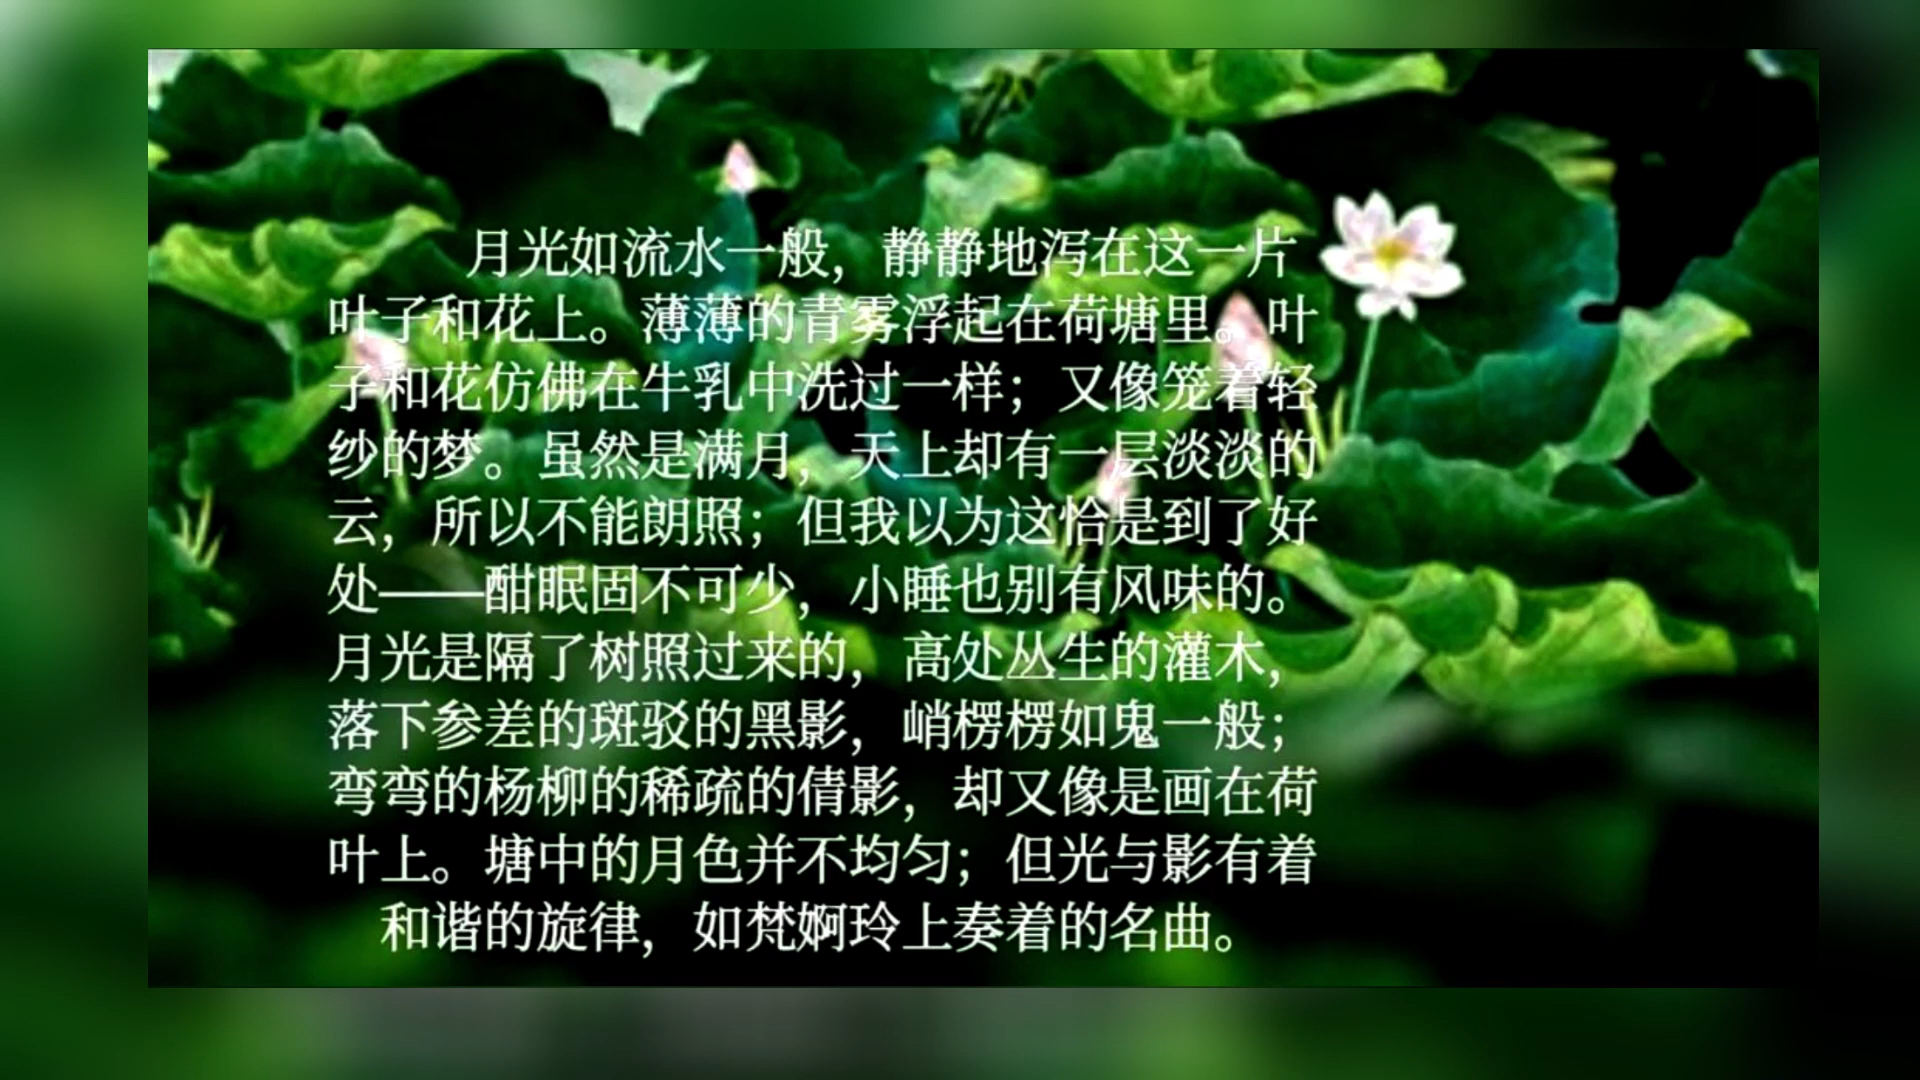 月光如流水一般，静静地泻在这一片
叶子和花上。薄薄的青雾浮起在荷塘里。叶
子和花仿佛在牛乳中洗过一样；又像笼着轻
纱的梦。虽然是满月，天上却有一层淡淡的
云，所以不能朗照；但我以为这恰是到了好
处——酣眠固不可少，小睡也别有风味的。
月光是隔了树照过来的，高处丛生的灌木，
落下参差的斑驳的黑影，峭楞楞如鬼一般；
弯弯的杨柳的稀疏的倩影，却又像是画在荷
叶上。塘中的月色并不均匀；但光与影有着
和谐的旋律，如梵婀玲上奏着的名曲。